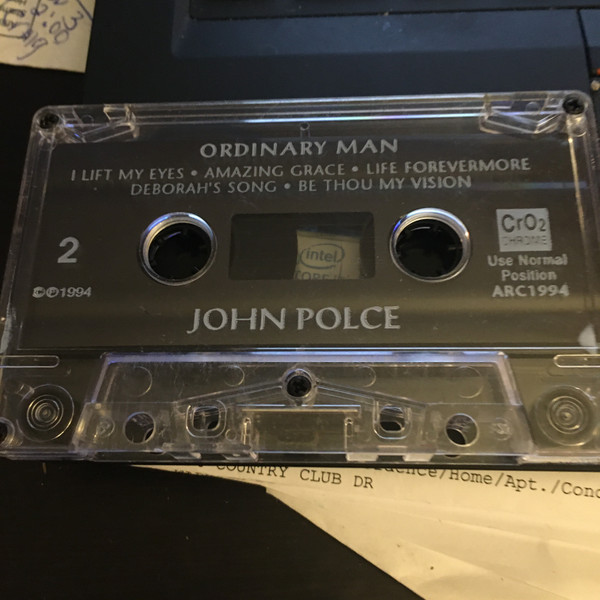 ORDINARY MAN
I LIFT MY EYES • AMAZING GRACE • LIFE FOREVERMORE
DEBORAH'S SONG • BE THOU MY VISION
2
CrO2
CHROME
intel
CORE
Use Normal
Position
ARC1994
©℗1994
JOHN POLCE
/Home/Apt./Cond
COUNTRY CLUB DR